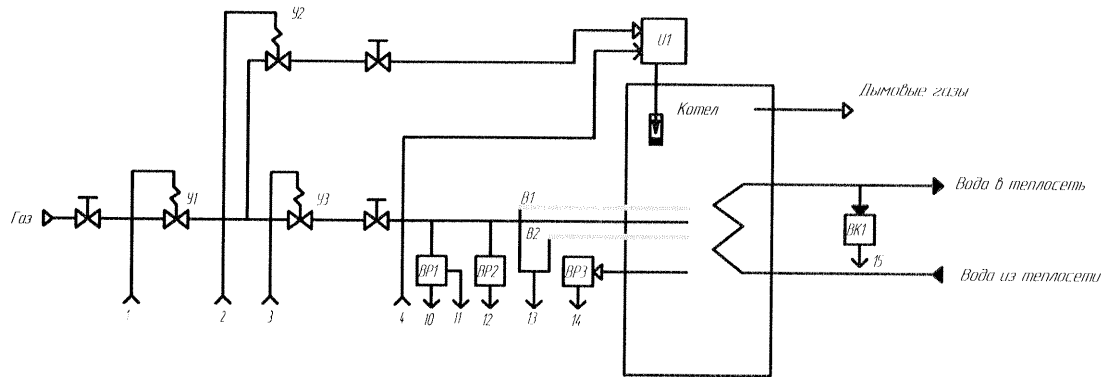 У2
И1
Котел
Дымовые газы
У1
У3
В1
Вода в теплосеть
Газ
В2
ВК1
ВР1
ВР2
ВР3
15
Вода из теплосети
1
2
3
4
10
11
12
13
14